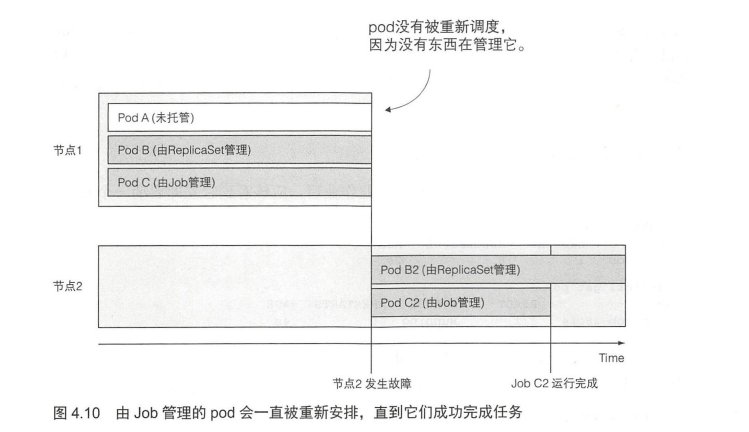 pod没有被重新调度，
因为没有东西在管理它。
节点1
Pod A (未托管)
Pod B (由ReplicaSet管理)
Pod C (由Job管理)
节点2
Pod B2 (由ReplicaSet管理)
Pod C2 (由Job管理)
Time
节点2 发生故障
Job C2 运行完成
图 4.10 由 Job 管理的 pod 会一直被重新安排，直到它们成功完成任务